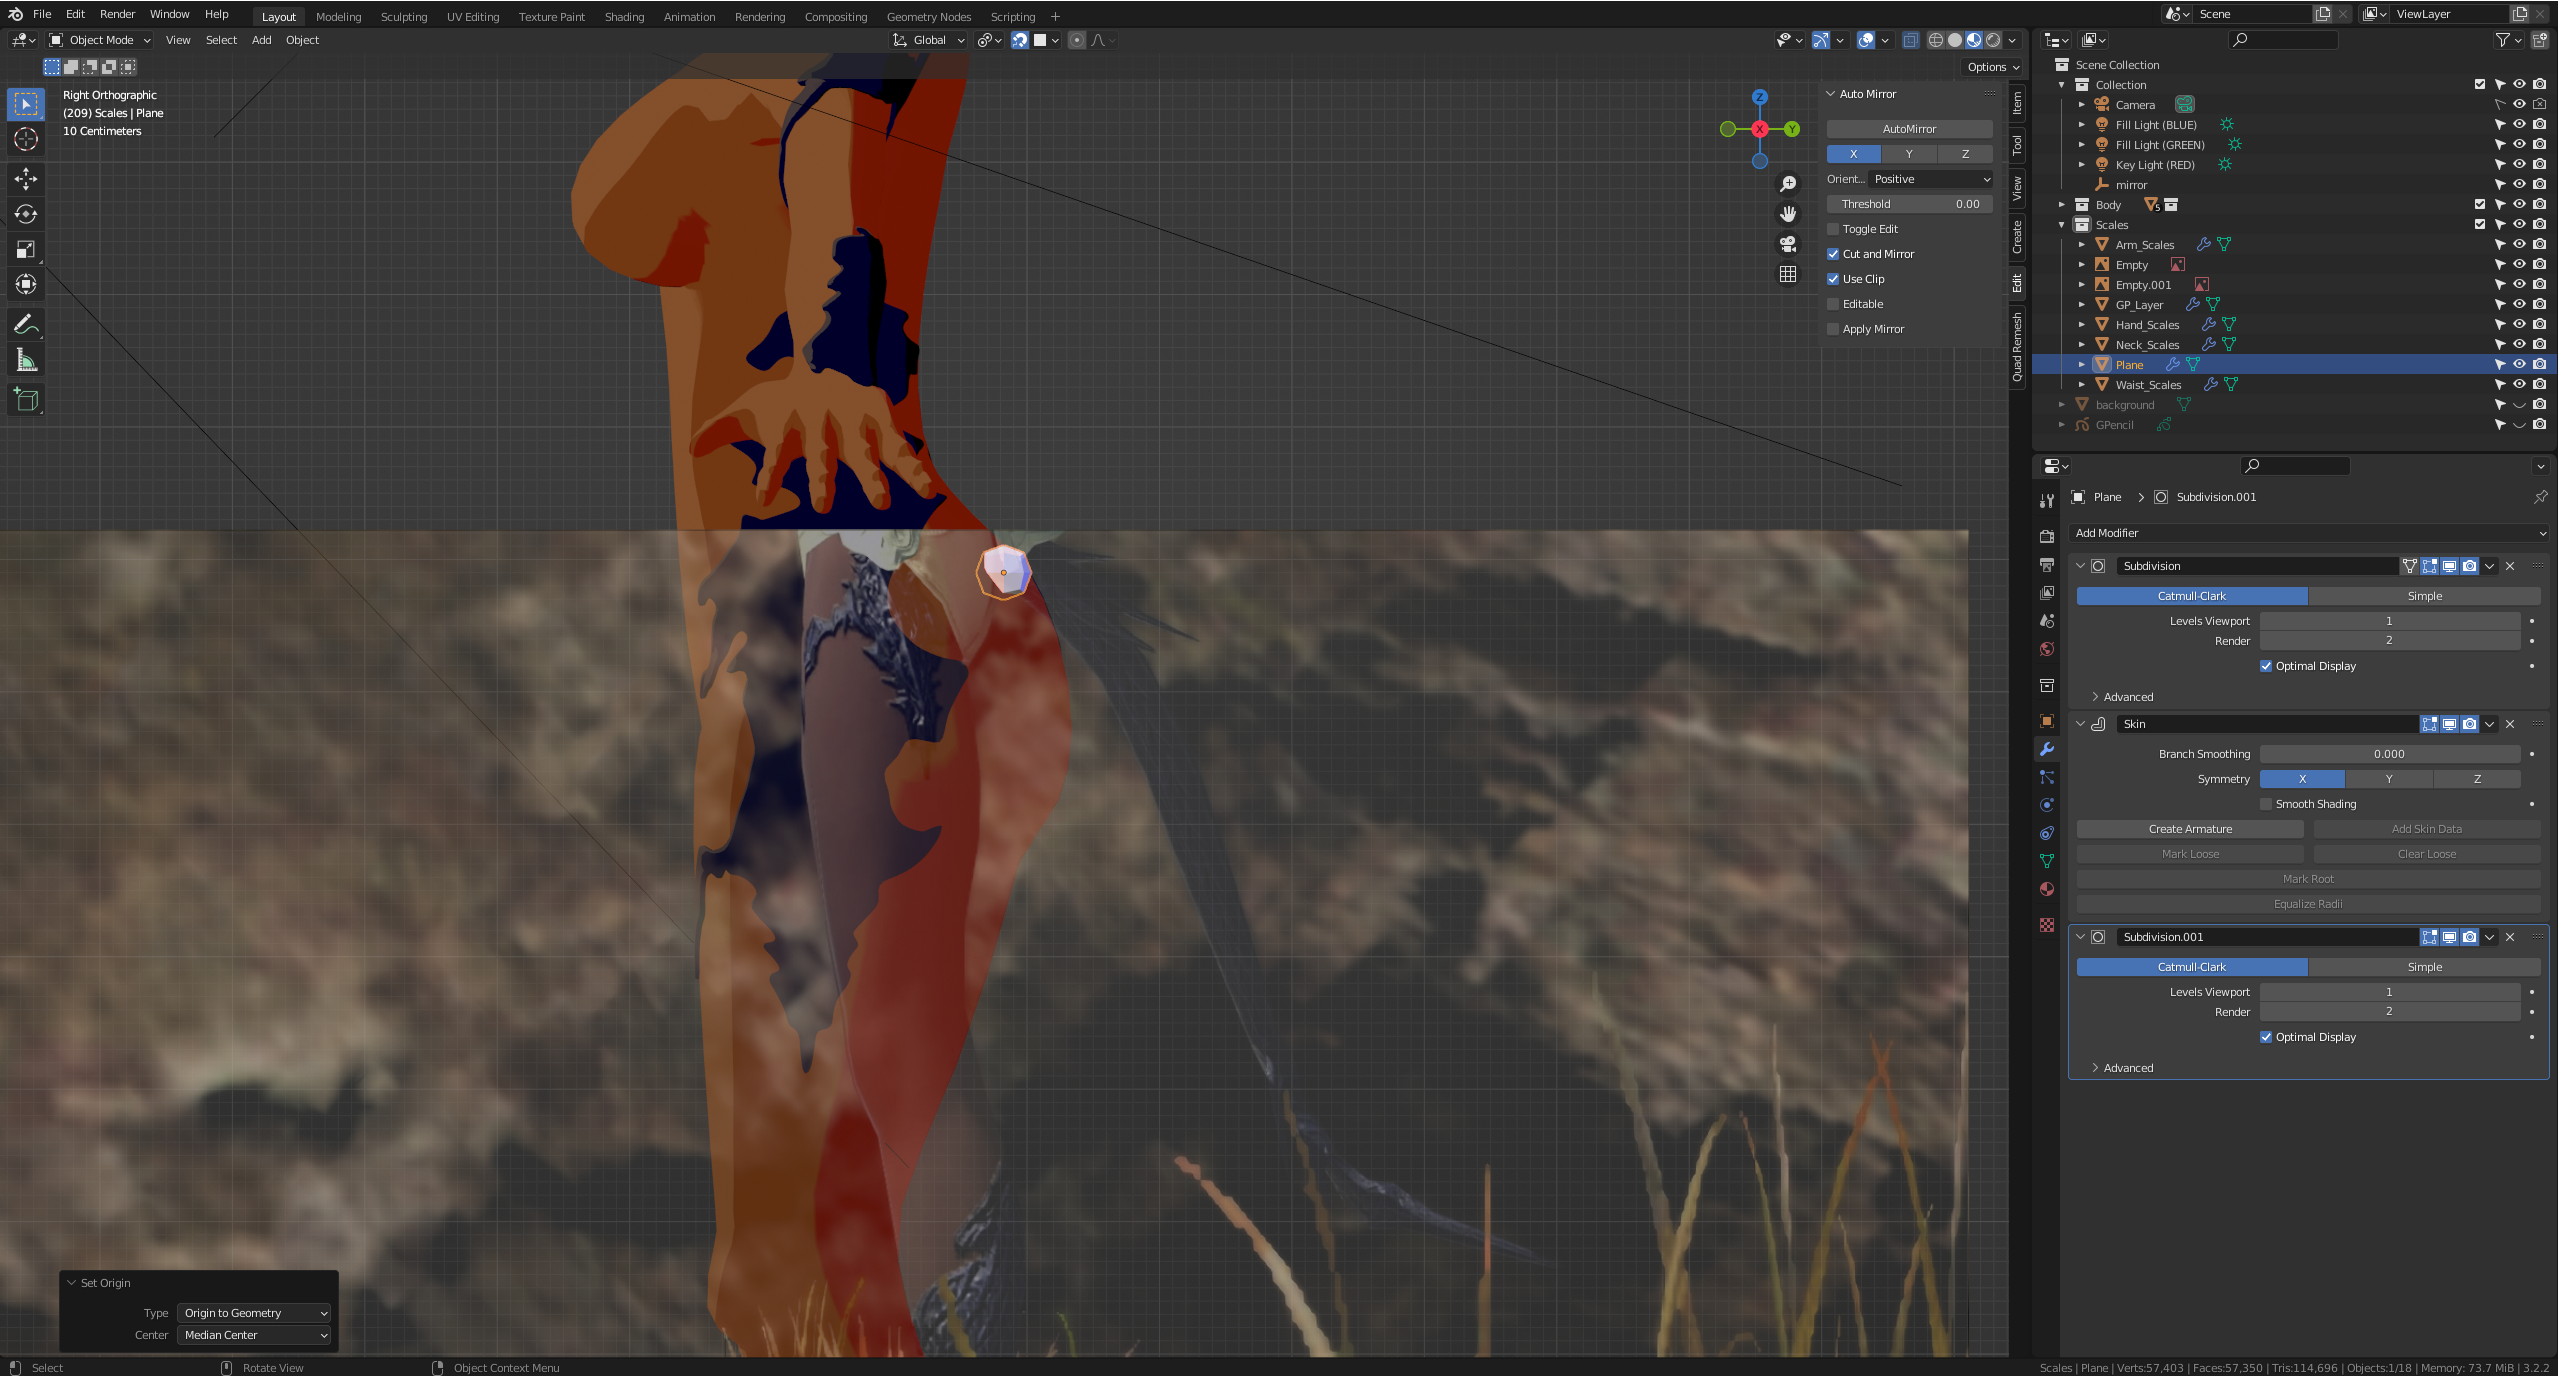 File Edit Render Window Help Layout Modeling Sculpting UV Editing Texture Paint Shading Animation Rendering Compositing Geometry Nodes Scripting + Scene ViewLayer
Object Mode View Select Add Object Global
Options
Right Orthographic
(209) Scales | Plane
10 Centimeters
Z
X
Y
Auto Mirror
AutoMirror
X Y Z
Orient... Positive
Threshold 0.00
Toggle Edit
Cut and Mirror
Use Clip
Editable
Apply Mirror
Item
Tool
View
Create
Edit
Quad Remesh
Scene Collection
Collection
Camera
Fill Light (BLUE)
Fill Light (GREEN)
Key Light (RED)
mirror
Body 5
Scales
Arm_Scales
Empty
Empty.001
GP_Layer
Hand_Scales
Neck_Scales
Plane
Waist_Scales
background
GPencil
Plane > Subdivision.001
Add Modifier
Subdivision
Catmull-Clark Simple
Levels Viewport 1
Render 2
Optimal Display
Advanced
Skin
Branch Smoothing 0.000
Symmetry X Y Z
Smooth Shading
Create Armature Add Skin Data
Mark Loose Clear Loose
Mark Root
Equalize Radii
Subdivision.001
Catmull-Clark Simple
Levels Viewport 1
Render 2
Optimal Display
Advanced
Set Origin
Type Origin to Geometry
Center Median Center
Select Rotate View Object Context Menu
Scales | Plane | Verts:57,403 | Faces:57,350 | Tris:114,696 | Objects:1/18 | Memory: 73.7 MiB | 3.2.2